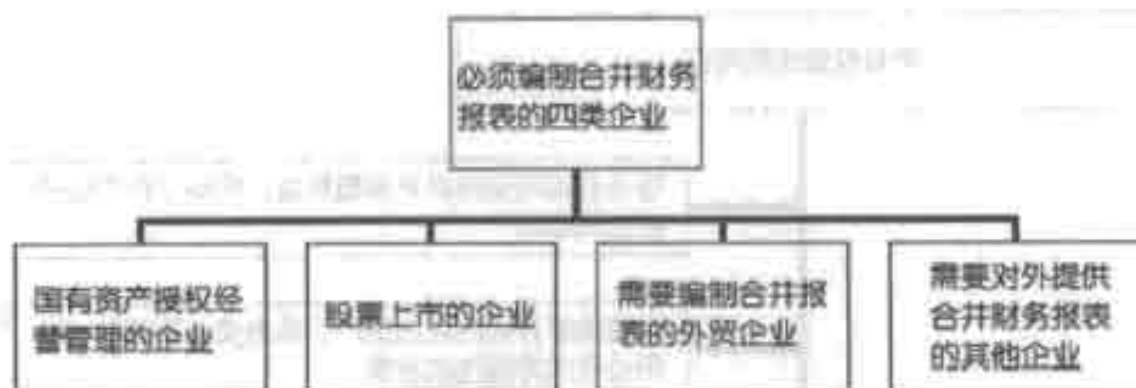 必须编制合并财务
报表的四类企业
国有资产授权经
营管理的企业
股票上市的企业
需要编制合并报
表的外贸企业
需要对外提供
合并财务报表
的其他企业